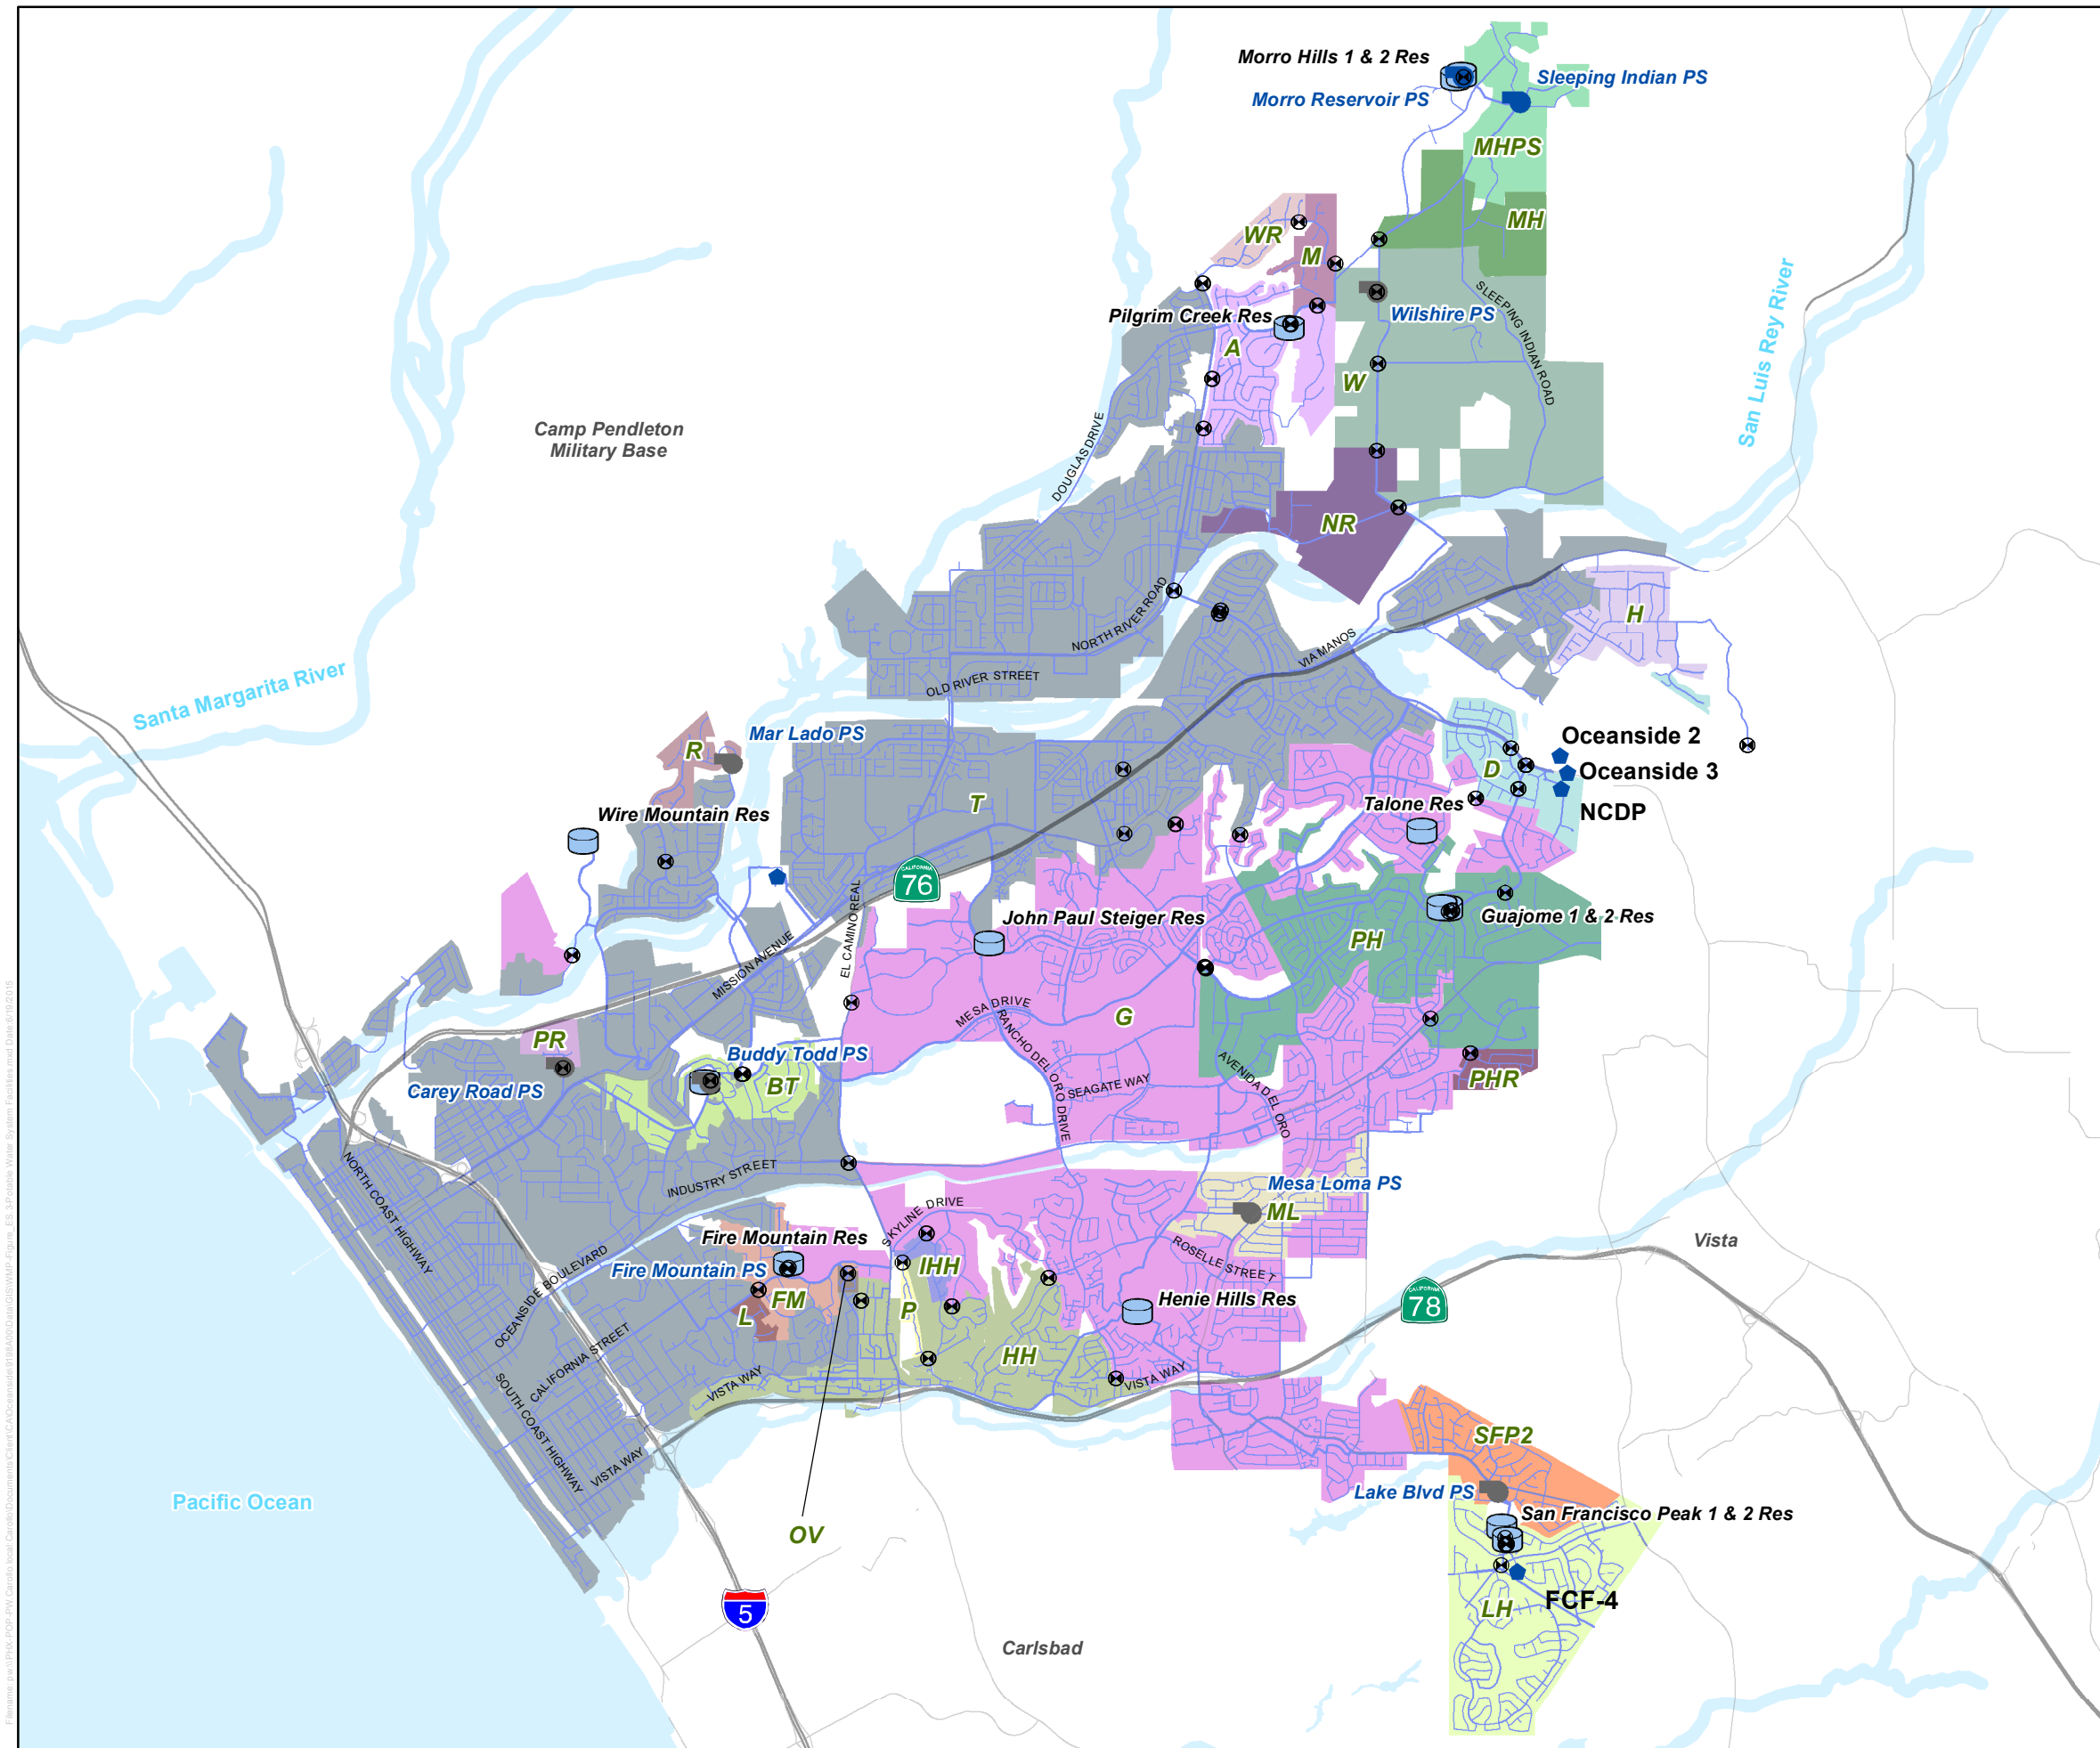 Morro Hills 1 & 2 Res
Sleeping Indian PS
Morro Reservoir PS
MHPS
MH
WR
M
Pilgrim Creek Res
Wilshire PS
SLEEPING INDIAN ROAD
A
W
San Luis Rey River
Camp Pendleton
Military Base
DOUGLAS DRIVE
NR
NORTH RIVER ROAD
H
VIA MANOS
OLD RIVER STREET
Santa Margarita River
R
Mar Lado PS
Oceanside 2
D
Oceanside 3
T
Talone Res
NCDP
Wire Mountain Res
CALIFORNIA
76
EL CAMINO REAL
John Paul Steiger Res
Guajome 1 & 2 Res
PH
MISSION AVENUE
MESA DRIVE
G
RANCHO DEL ORO DRIVE
PR
Buddy Todd PS
BT
Carey Road PS
SEAGATE WAY
AVENIDA D EL ORO
PHR
NORTH COAST HIGHWAY
INDUSTRY STREET
Mesa Loma PS
ML
SKYLINE DRIVE
Fire Mountain Res
Fire Mountain PS
IHH
ROSELLE STREET
Vista
OCEANSIDE BOULEVARD
FM
L
P
Henie Hills Res
CALIFORNIA
78
HH
CALIFORNIA STREET
VISTA WAY
VISTA WAY
SOUTH COAST HIGHWAY
VISTA WAY
SFP2
Pacific Ocean
Lake Blvd PS
San Francisco Peak 1 & 2 Res
OV
FCF-4
LH
5
Carlsbad